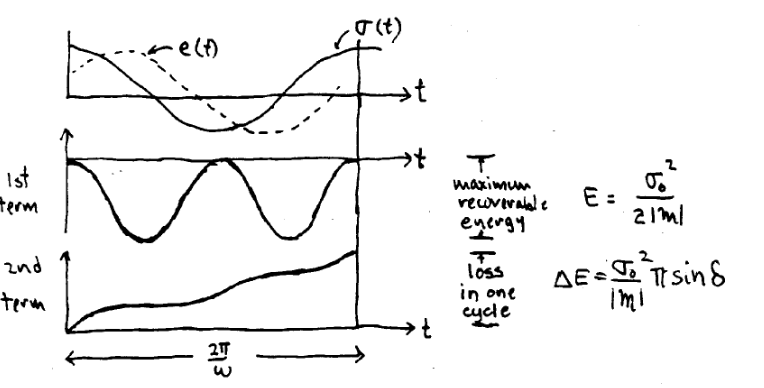 e(t)
σ(t)
t
t
1st
term
maximum
recoverable
energy
E = σ₀² / 2|M|
2nd
term
loss
in one
cycle
ΔE = σ₀² / |M| π sin δ
t
2π / ω